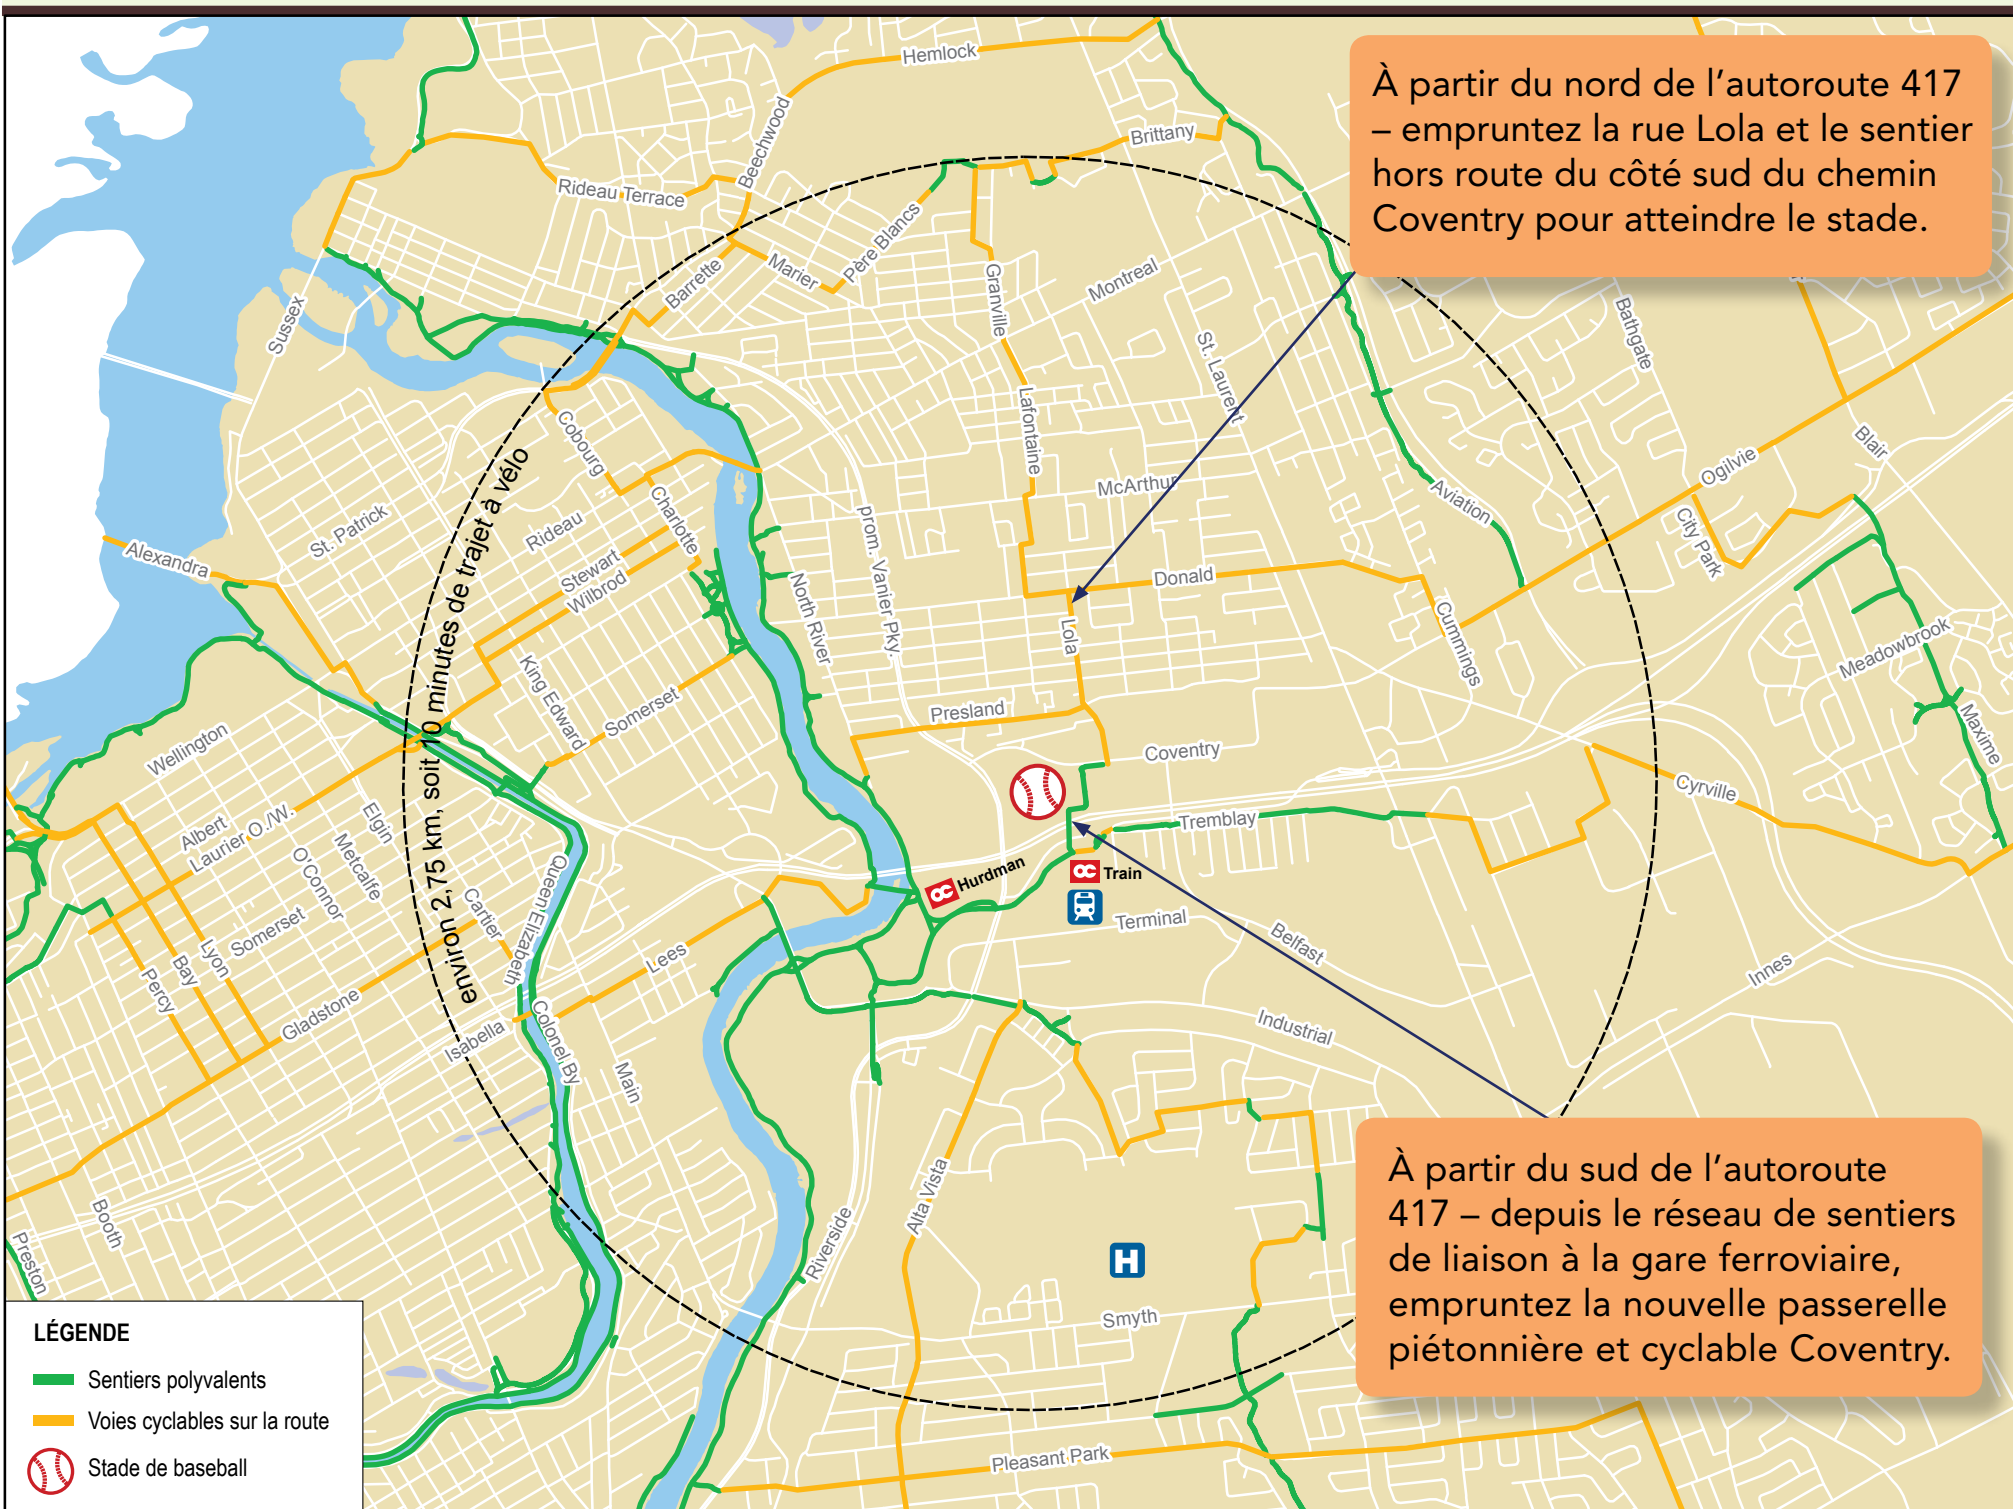 À partir du nord de l’autoroute 417
– empruntez la rue Lola et le sentier
hors route du côté sud du chemin
Coventry pour atteindre le stade.
Hemlock
Beechwood
Brittany
Rideau Terrace
Père Blancs
Marier
Barrette
Montreal
Granville
Sussex
Bathgate
St. Laurent
Lafontaine
Cobourg
Blair
Ogilvie
McArthur
Charlotte
Aviation
St. Patrick
Rideau
City Park
prom. Vanier Pky.
Alexandra
Stewart
Wilbrod
North River
Donald
Cummings
Lola
Meadowbrook
King Edward
Somerset
Presland
Maxime
Wellington
Coventry
environ 2,75 km, soit 10 minutes de trajet à vélo
Cyrville
Albert
Laurier O./W.
Elgin
Metcalfe
O'Connor
Tremblay
oc Hurdman
oc Train
Queen Elizabeth
Cartier
Terminal
Belfast
Somerset
Lyon
Bay
Percy
Lees
Innes
Gladstone
Isabella
Colonel By
Industrial
Main
Alta Vista
Riverside
Booth
Preston
H
Smyth
Pleasant Park
À partir du sud de l’autoroute
417 – depuis le réseau de sentiers
de liaison à la gare ferroviaire,
empruntez la nouvelle passerelle
piétonnière et cyclable Coventry.
LÉGENDE
Sentiers polyvalents
Voies cyclables sur la route
Stade de baseball